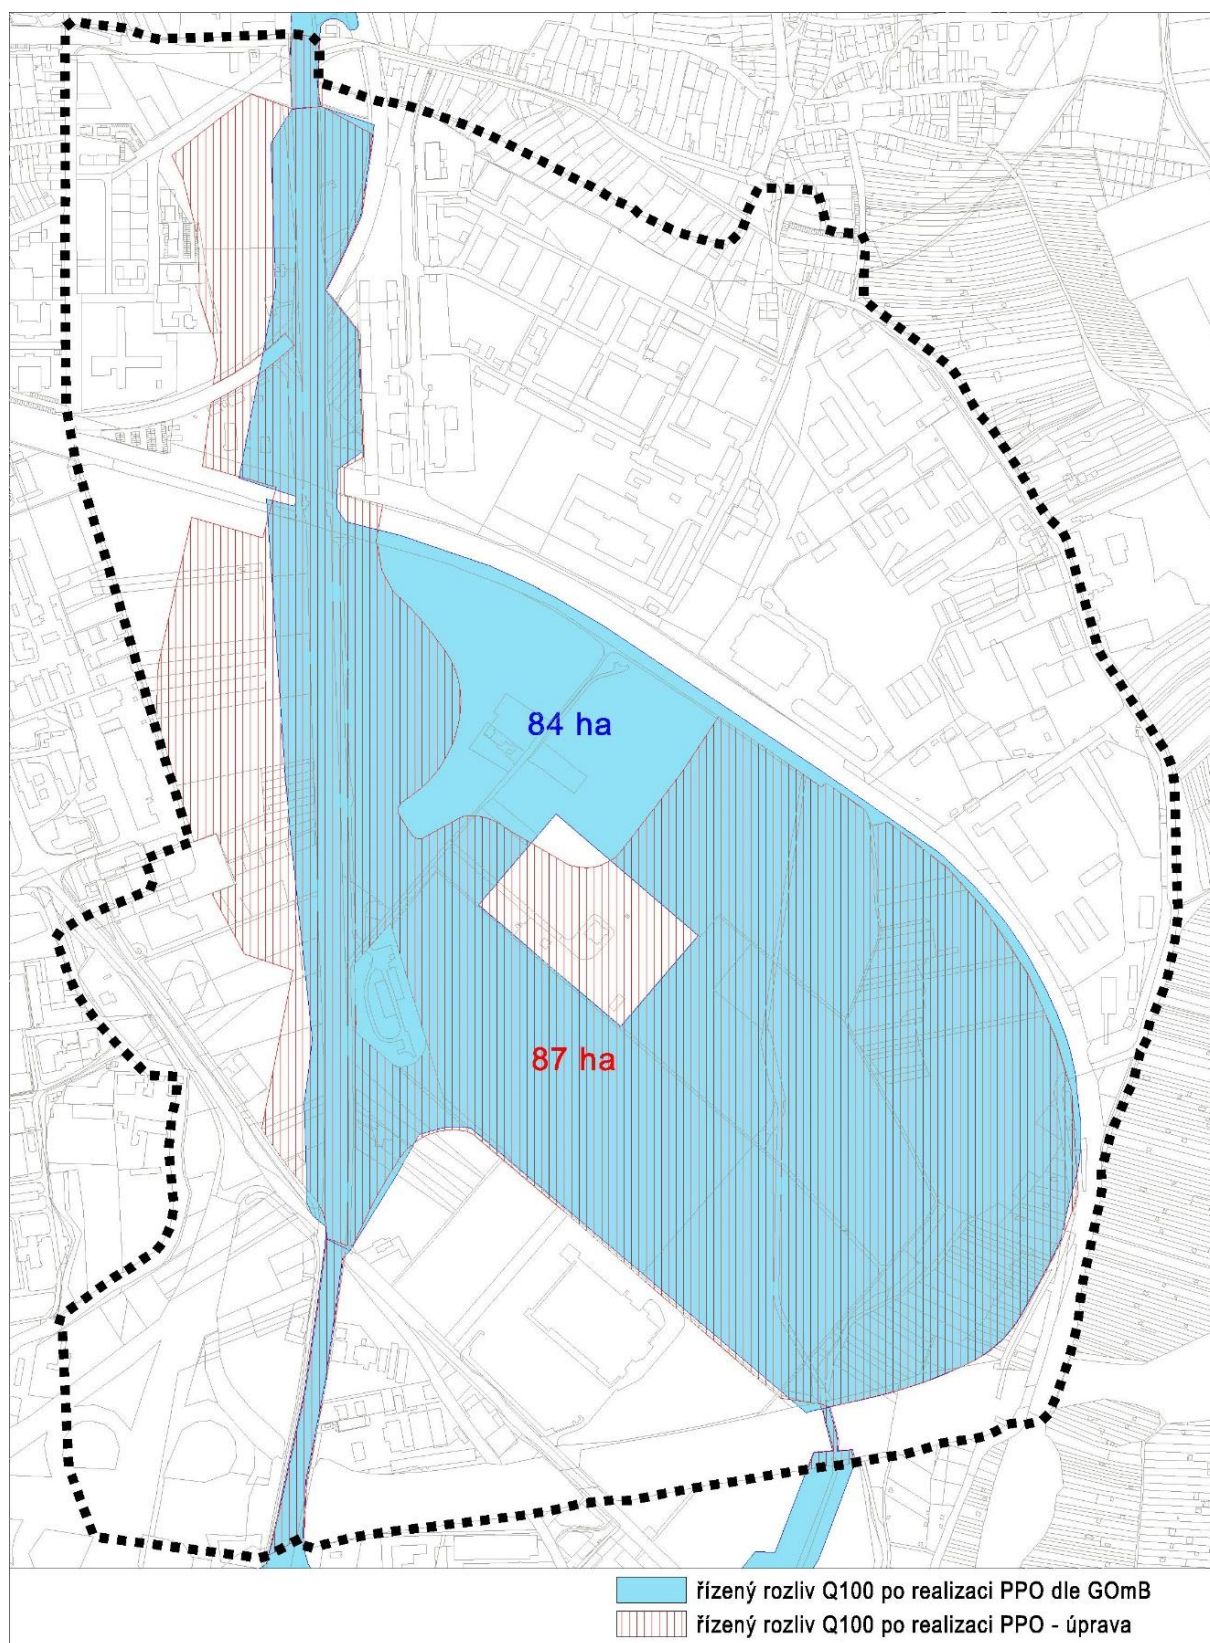 84 ha
87 ha
řízený rozliv Q100 po realizaci PPO dle GOmB
řízený rozliv Q100 po realizaci PPO - úprava